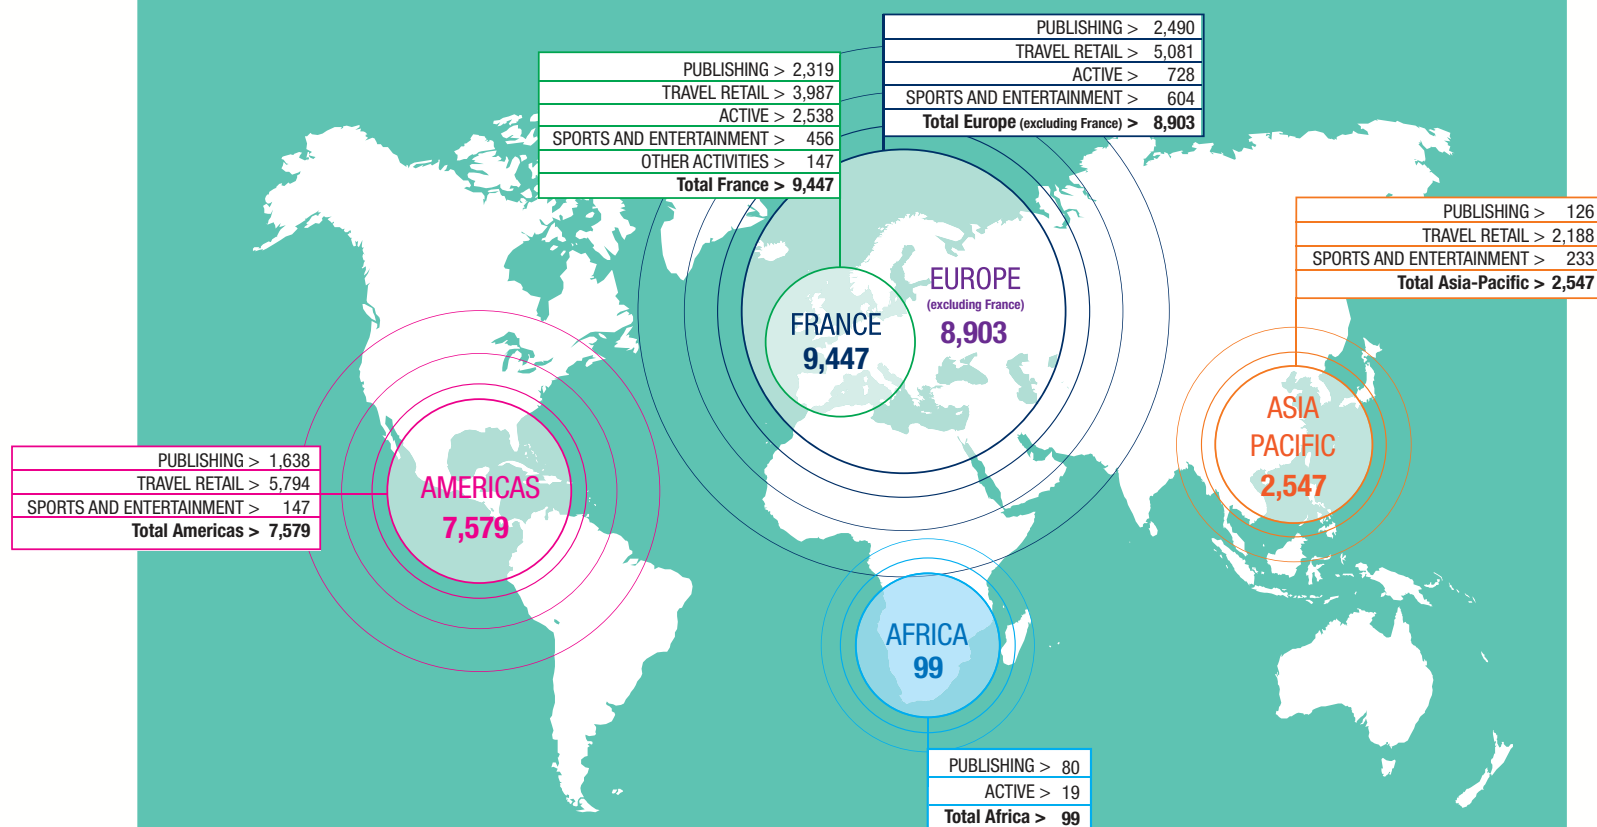 PUBLISHING > 2,490
TRAVEL RETAIL > 5,081
ACTIVE > 728
SPORTS AND ENTERTAINMENT > 604
Total Europe (excluding France) > 8,903
PUBLISHING > 2,319
TRAVEL RETAIL > 3,987
ACTIVE > 2,538
SPORTS AND ENTERTAINMENT > 456
OTHER ACTIVITIES > 147
Total France > 9,447
PUBLISHING > 126
TRAVEL RETAIL > 2,188
SPORTS AND ENTERTAINMENT > 233
Total Asia-Pacific > 2,547
EUROPE
(excluding France)
8,903
FRANCE
9,447
ASIA
PACIFIC
2,547
PUBLISHING > 1,638
TRAVEL RETAIL > 5,794
SPORTS AND ENTERTAINMENT > 147
Total Americas > 7,579
AMERICAS
7,579
AFRICA
99
PUBLISHING > 80
ACTIVE > 19
Total Africa > 99